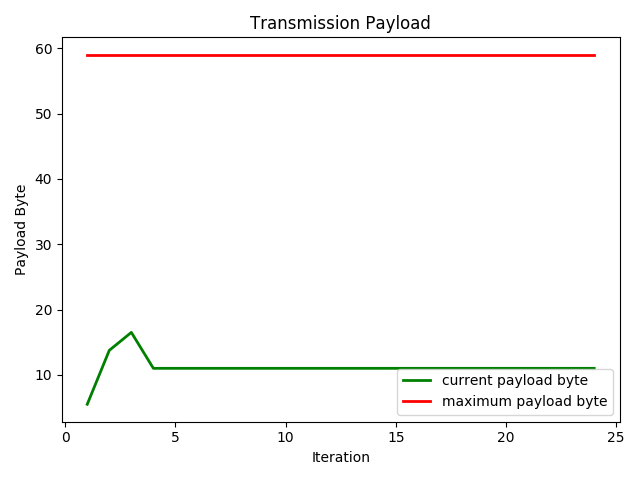 Transmission Payload
60
50
40
30
20
10
Payload Byte
current payload byte
maximum payload byte
0 5 10 15 20 25
Iteration